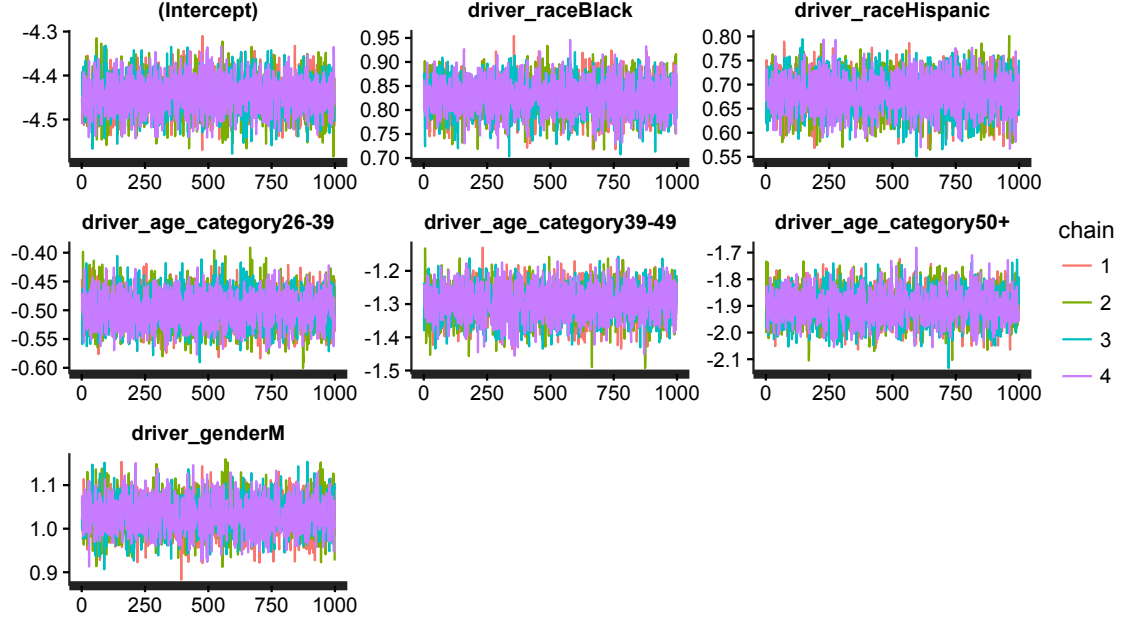 (Intercept)
driver_raceBlack
driver_raceHispanic
-4.3
-4.4
-4.5
0 250 500 750 1000
0.95
0.90
0.85
0.80
0.75
0.70
0 250 500 750 1000
0.80
0.75
0.70
0.65
0.60
0.55
0 250 500 750 1000
driver_age_category26-39
driver_age_category39-49
driver_age_category50+
-0.40
-0.45
-0.50
-0.55
-0.60
0 250 500 750 1000
-1.2
-1.3
-1.4
-1.5
0 250 500 750 1000
-1.7
-1.8
-1.9
-2.0
-2.1
0 250 500 750 1000
chain
1
2
3
4
driver_genderM
1.1
1.0
0.9
0 250 500 750 1000